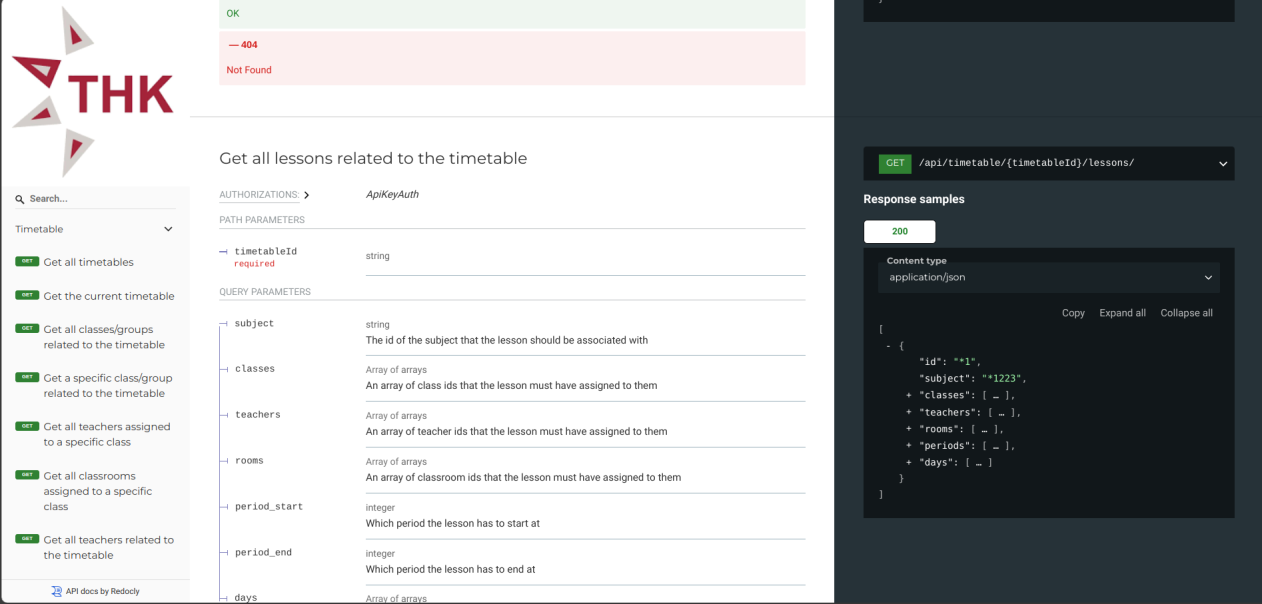 THK
Search...
Timetable
GET Get all timetables
GET Get the current timetable
GET Get all classes/groups
related to the timetable
GET Get a specific class/group
related to the timetable
GET Get all teachers assigned
to a specific class
GET Get all classrooms
assigned to a specific
class
GET Get all teachers related to
the timetable
API docs by Redocly
OK
— 404
Not Found
Get all lessons related to the timetable
AUTHORIZATIONS: ApiKeyAuth
PATH PARAMETERS
timetableId
required
string
QUERY PARAMETERS
subject
string
The id of the subject that the lesson should be associated with
classes
Array of arrays
An array of class ids that the lesson must have assigned to them
teachers
Array of arrays
An array of teacher ids that the lesson must have assigned to them
rooms
Array of arrays
An array of classroom ids that the lesson must have assigned to them
period_start
integer
Which period the lesson has to start at
period_end
integer
Which period the lesson has to end at
days
Array of arrays
GET /api/timetable/{timetableId}/lessons/
Response samples
200
Content type
application/json
Copy Expand all Collapse all
[
- {
"id": "*1",
"subject": "*1223",
+ "classes": [ … ],
+ "teachers": [ … ],
+ "rooms": [ … ],
+ "periods": [ … ],
+ "days": [ … ]
}
]